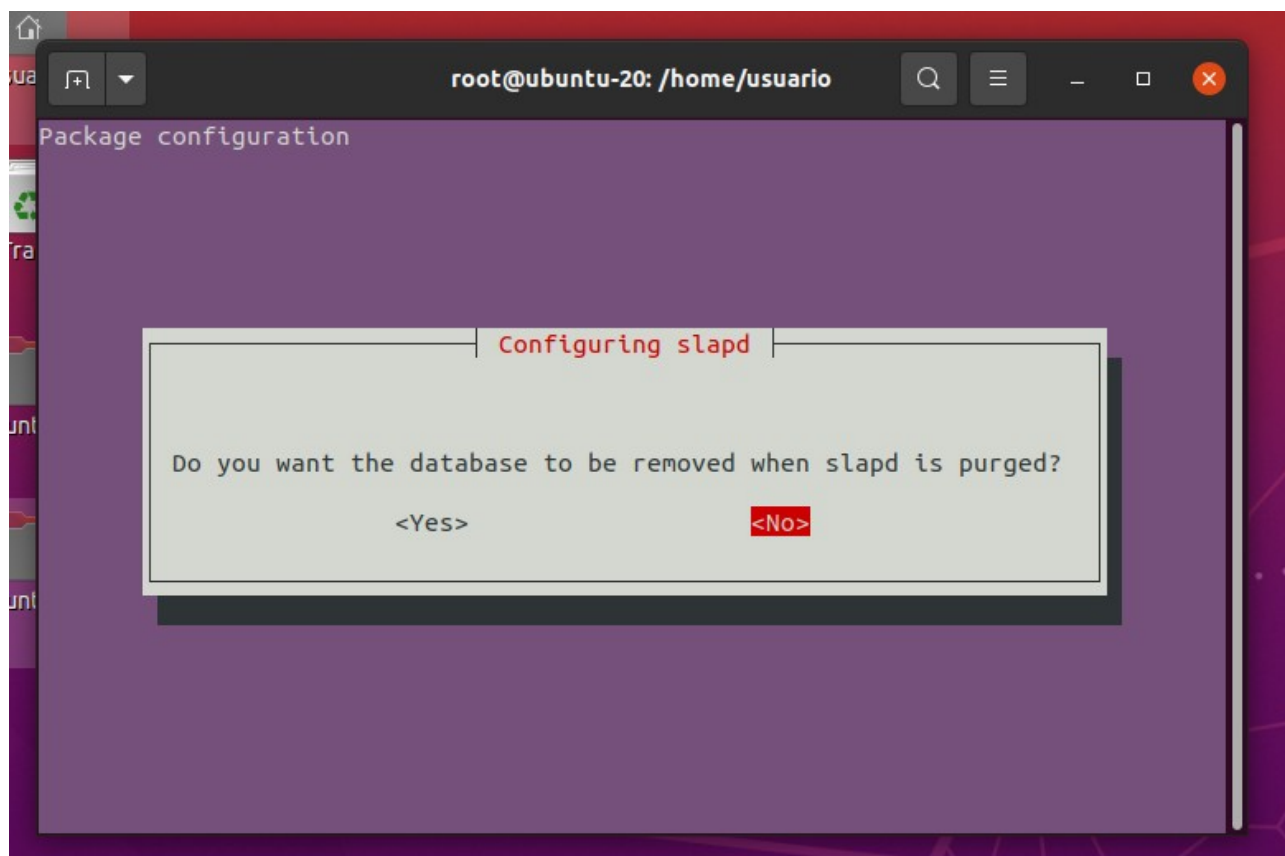 root@ubuntu-20: /home/usuario
Package configuration
Configuring slapd
Do you want the database to be removed when slapd is purged?
<Yes> <No>